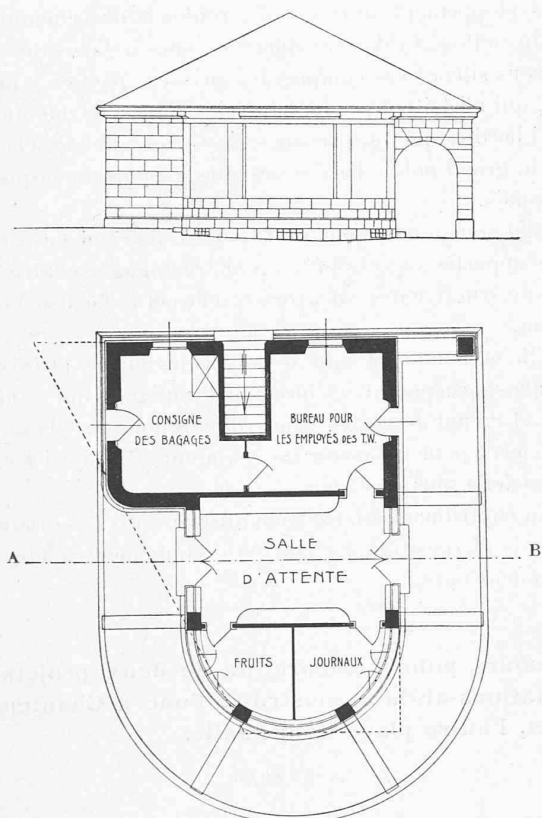 CONSIGNE
DES BAGAGES
BUREAU POUR
LES EMPLOYÉS DES T.W.
A
SALLE
D'ATTENTE
B
FRUITS
JOURNAUX